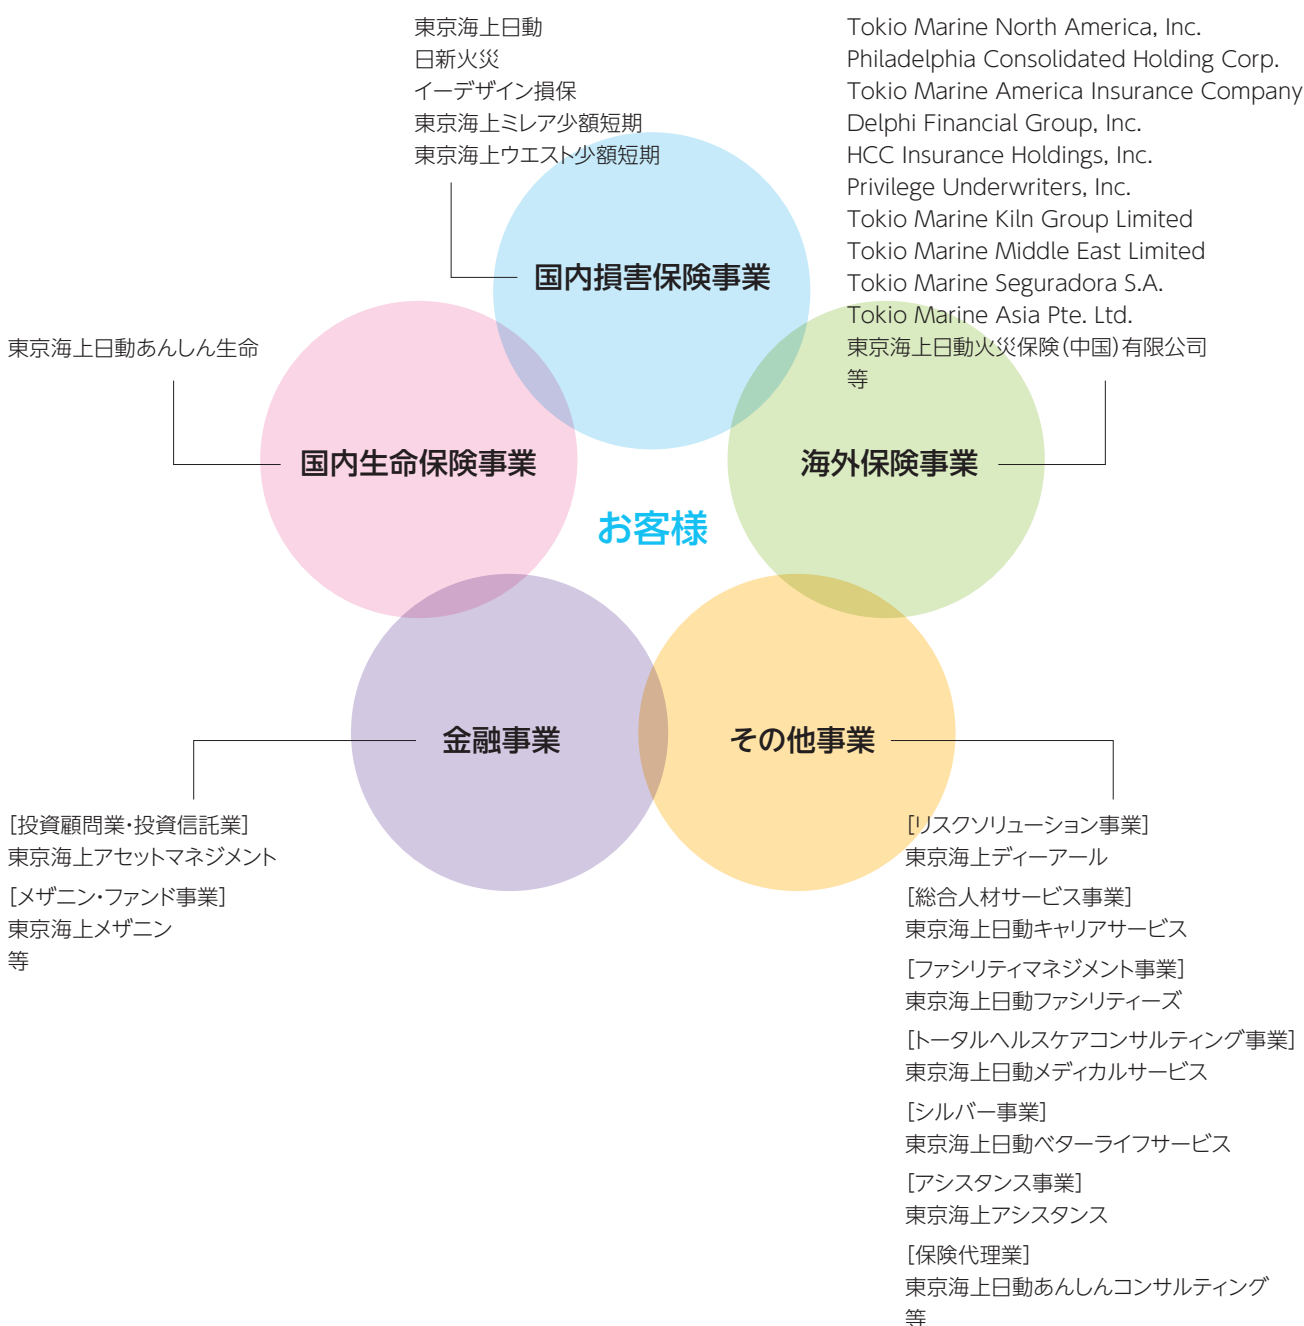 東京海上日動
日新火災
イーデザイン損保
東京海上ミレア少額短期
東京海上ウエスト少額短期
Tokio Marine North America, Inc.
Philadelphia Consolidated Holding Corp.
Tokio Marine America Insurance Company
Delphi Financial Group, Inc.
HCC Insurance Holdings, Inc.
Privilege Underwriters, Inc.
Tokio Marine Kiln Group Limited
Tokio Marine Middle East Limited
Tokio Marine Seguradora S.A.
Tokio Marine Asia Pte. Ltd.
東京海上日動火災保険(中国)有限公司
等
国内損害保険事業
東京海上日動あんしん生命
国内生命保険事業
海外保険事業
お客様
金融事業
その他事業
[投資顧問業・投資信託業]
東京海上アセットマネジメント
[メザニン・ファンド事業]
東京海上メザニン
等
[リスクソリューション事業]
東京海上ディーアール
[総合人材サービス事業]
東京海上日動キャリアサービス
[ファシリティマネジメント事業]
東京海上日動ファシリティーズ
[トータルヘルスケアコンサルティング事業]
東京海上日動メディカルサービス
[シルバー事業]
東京海上日動ベターライフサービス
[アシスタンス事業]
東京海上アシスタンス
[保険代理業]
東京海上日動あんしんコンサルティング
等